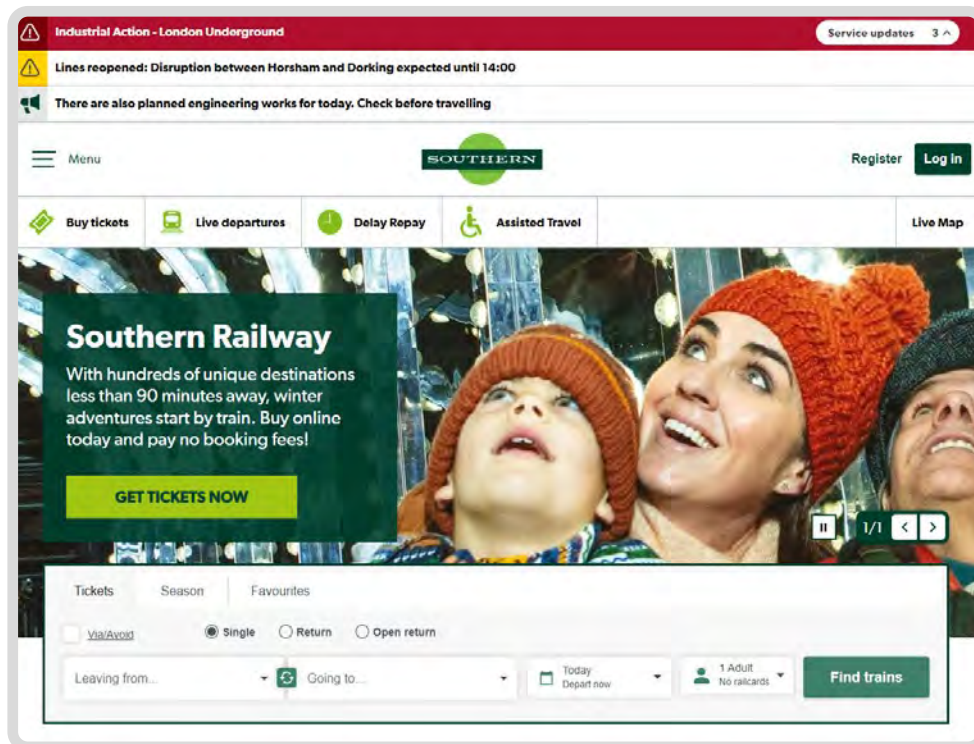 Industrial Action - London Underground
Service updates 3
Lines reopened: Disruption between Horsham and Dorking expected until 14:00
There are also planned engineering works for today. Check before travelling
Menu
SOUTHERN
Register
Log in
Buy tickets
Live departures
Delay Repay
Assisted Travel
Live Map
Southern Railway
With hundreds of unique destinations
less than 90 minutes away, winter
adventures start by train. Buy online
today and pay no booking fees!
GET TICKETS NOW
1/1
Tickets
Season
Favourites
Via/Avoid
Single
Return
Open return
Leaving from...
Going to...
Today
Depart now
1 Adult
No railcards
Find trains